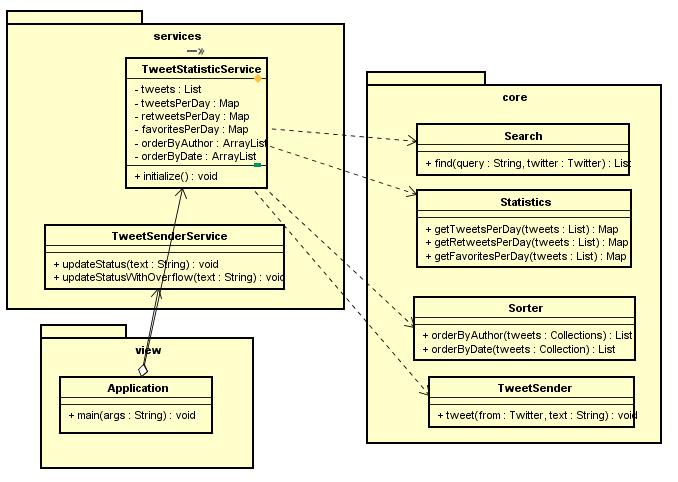 services
TweetStatisticService
- tweets : List
- tweetsPerDay : Map
- retweetsPerDay : Map
- favoritesPerDay : Map
- orderByAuthor : ArrayList
- orderByDate : ArrayList
+ initialize() : void
TweetSenderService
+ updateStatus(text : String) : void
+ updateStatusWithOverflow(text : String) : void
view
Application
+ main(args : String) : void
core
Search
+ find(query : String, twitter : Twitter) : List
Statistics
+ getTweetsPerDay(tweets : List) : Map
+ getRetweetsPerDay(tweets : List) : Map
+ getFavoritesPerDay(tweets : List) : Map
Sorter
+ orderByAuthor(tweets : Collections) : List
+ orderByDate(tweets : Collection) : List
TweetSender
+ tweet(from : Twitter, text : String) : void